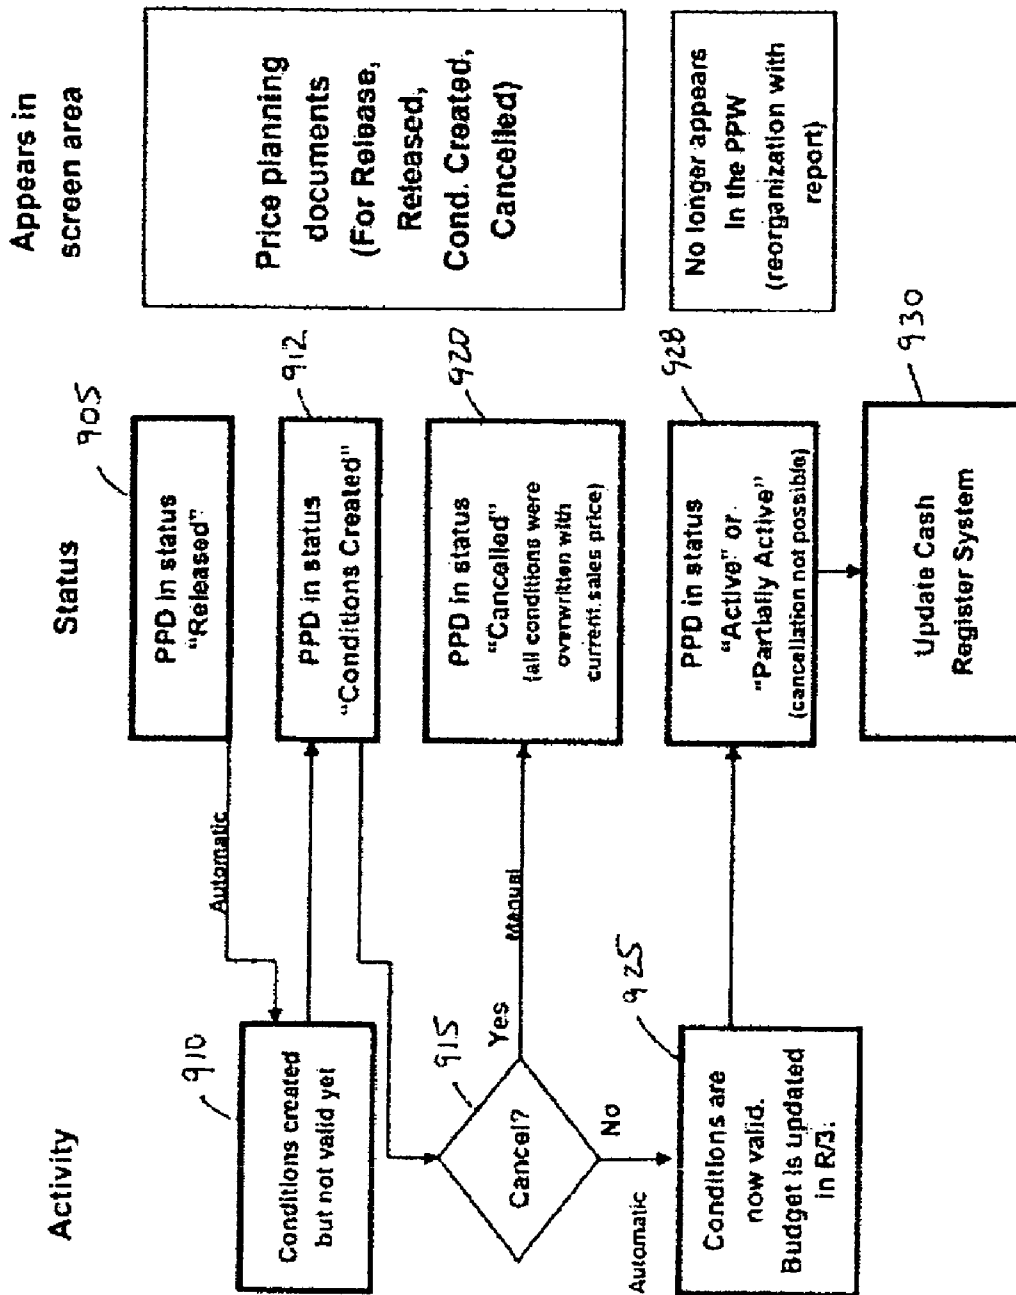 Activity
Status
Appears in
screen area
905
PPD in status
"Released"
Price planning
documents
(For Release,
Released,
Cond. Created,
Cancelled)
Automatic
910
Conditions created
but not valid yet
912
PPD in status
"Conditions Created"
915
Cancel?
Yes
Manual
920
PPD in status
"Cancelled"
(all conditions were
overwritten with
current sales price)
No
Automatic
925
Conditions are
now valid.
Budget is updated
in R/3.
928
PPD in status
"Active" or
"Partially Active"
(cancellation not possible)
No longer appears
In the PPW
(reorganization with
report)
930
Update Cash
Register System